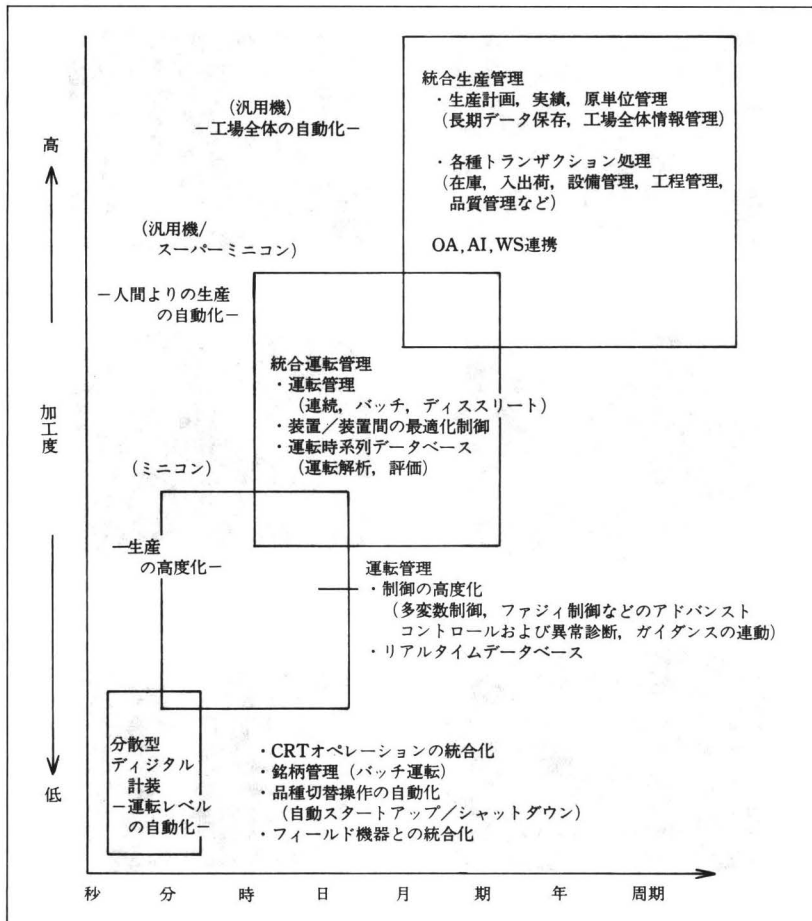 統合生産管理
・生産計画，実績，原単位管理
（長期データ保存，工場全体情報管理）
・各種トランザクション処理
（在庫，入出荷，設備管理，工程管理，
品質管理など）
OA，AI，WS連携
（汎用機）
－工場全体の自動化－
高
（汎用機/
スーパーミニコン）
－人間よりの生産
の自動化－
統合運転管理
・運転管理
（連続，バッチ，ディススリート）
・装置／装置間の最適化制御
・運転時系列データベース
（運転解析，評価）
加工度
（ミニコン）
―生産
の高度化－
運転管理
・制御の高度化
（多変数制御，ファジィ制御などのアドバンスト
コントロールおよび異常診断，ガイダンスの連動）
・リアルタイムデータベース
分散型
ディジタル
計装
－運転レベル
の自動化－
・CRTオペレーションの統合化
・銘柄管理（バッチ運転）
・品種切替操作の自動化
（自動スタートアップ／シャットダウン）
・フィールド機器との統合化
低
秒 分 時 日 月 期 年 周期